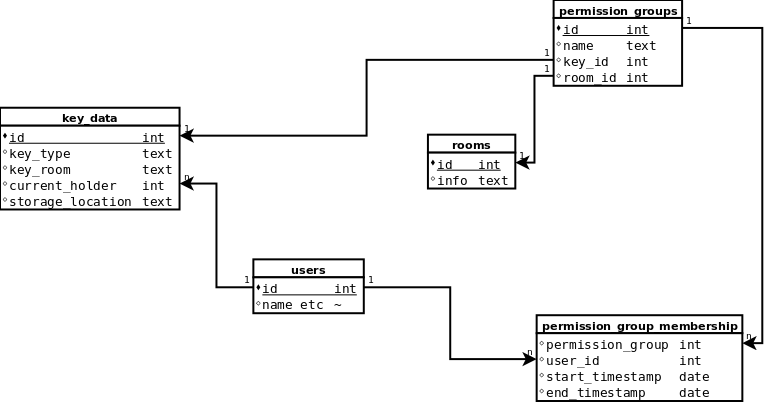 permission_groups
id int
name text
key_id int
room_id int
1
1
1
key_data
id int
key_type text
key_room text
current_holder int
storage_location text
1
n
rooms
id int
info text
1
users
id int
name etc ~
1
1
permission_group_membership
permission_group int
user_id int
start_timestamp date
end_timestamp date
n
n